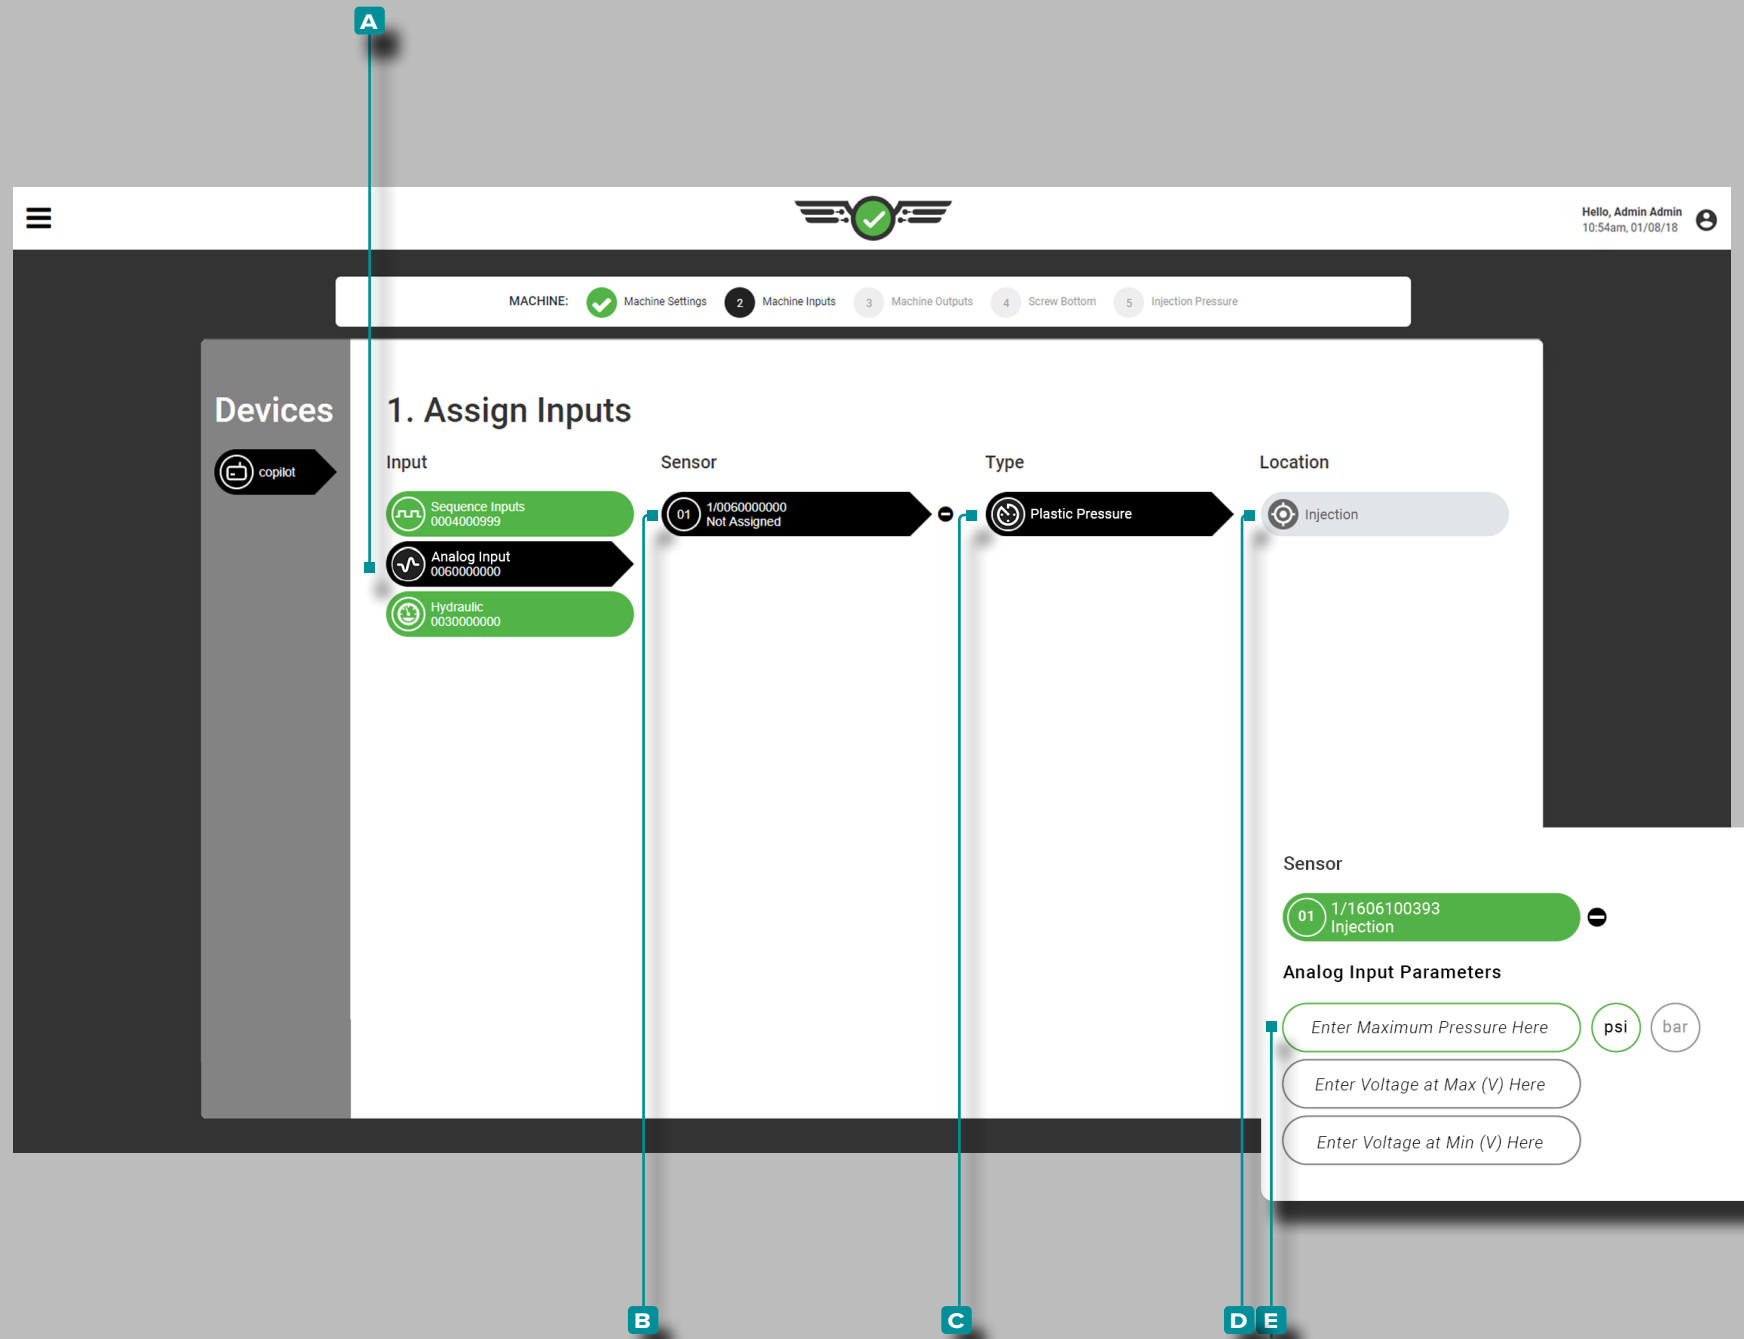 A
Hello, Admin Admin
10:54am, 01/08/18
MACHINE: Machine Settings 2 Machine Inputs 3 Machine Outputs 4 Screw Bottom 5 Injection Pressure
Devices
copilot
1. Assign Inputs
Input
Sensor
Type
Location
Sequence Inputs
0004000999
Analog Input
0060000000
Hydraulic
0030000000
01
1/0060000000
Not Assigned
Plastic Pressure
Injection
Sensor
01
1/1606100393
Injection
Analog Input Parameters
Enter Maximum Pressure Here psi bar
Enter Voltage at Max (V) Here
Enter Voltage at Min (V) Here
B
C
D
E